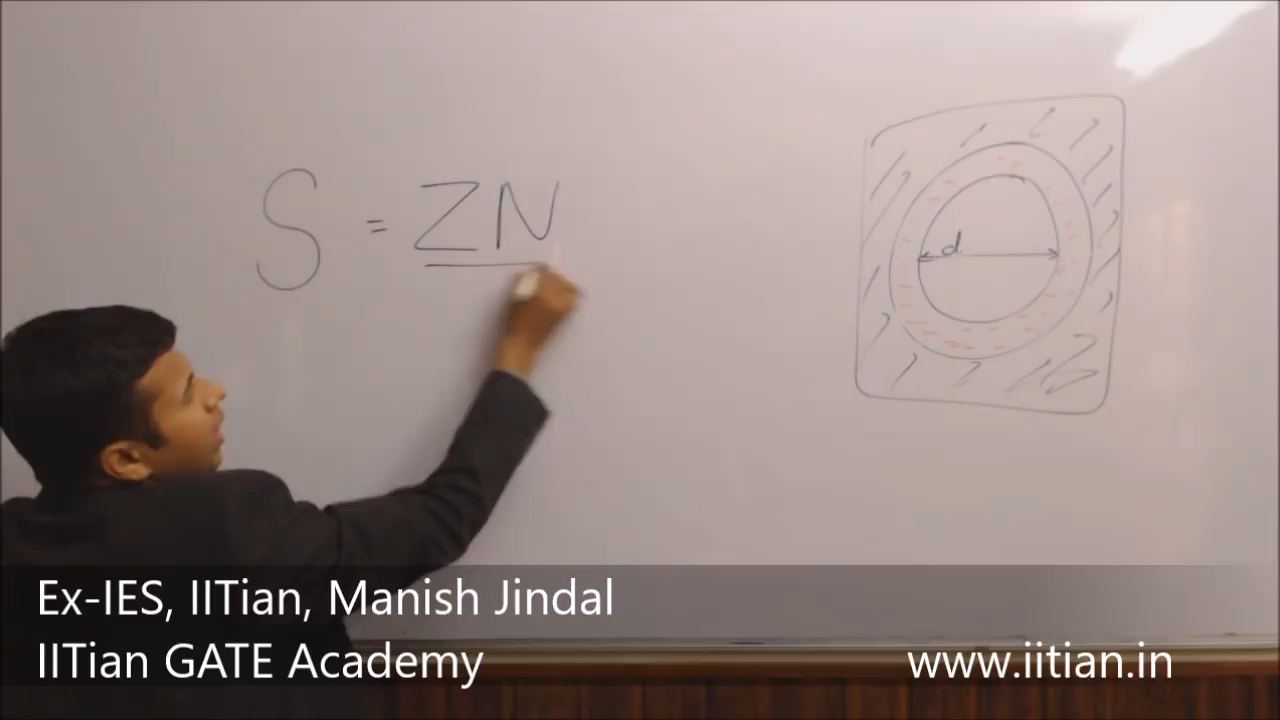 S = ZN
d
Ex-IES, IITian, Manish Jindal
IITian GATE Academy
www.iitian.in